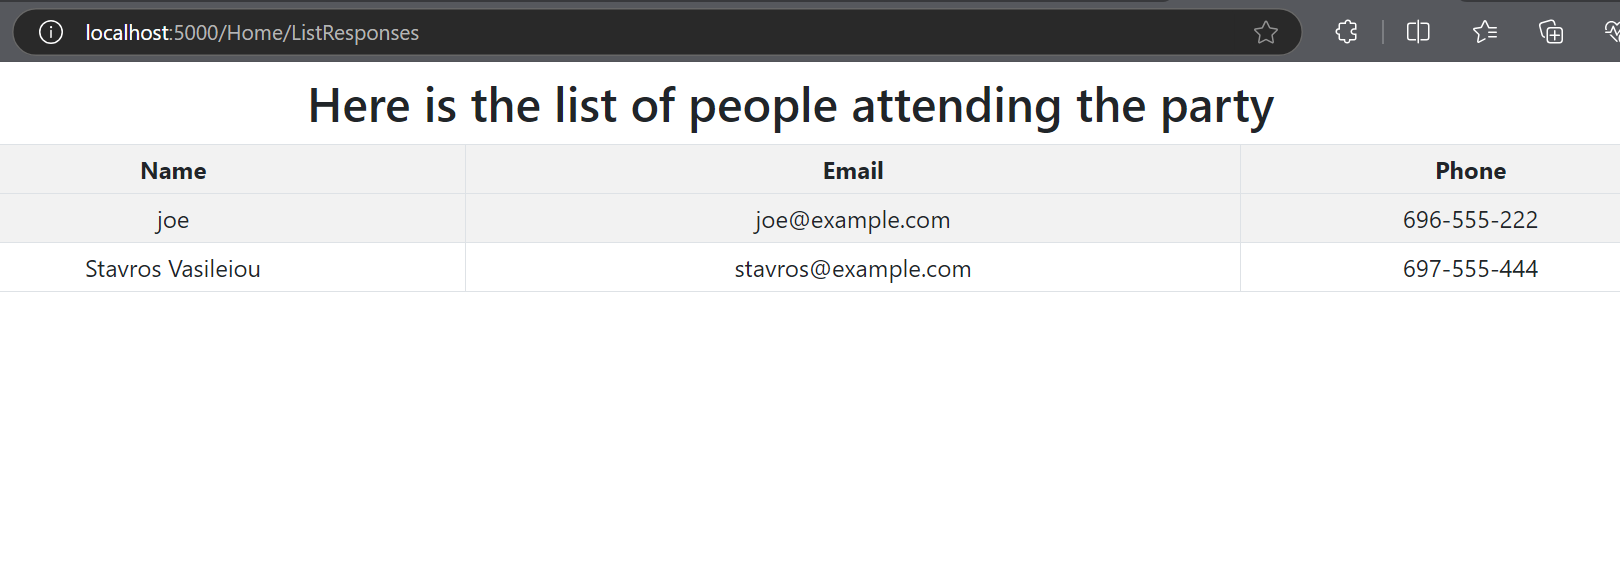 localhost:5000/Home/ListResponses
Here is the list of people attending the party
Name Email Phone
joe joe@example.com 696-555-222
Stavros Vasileiou stavros@example.com 697-555-444